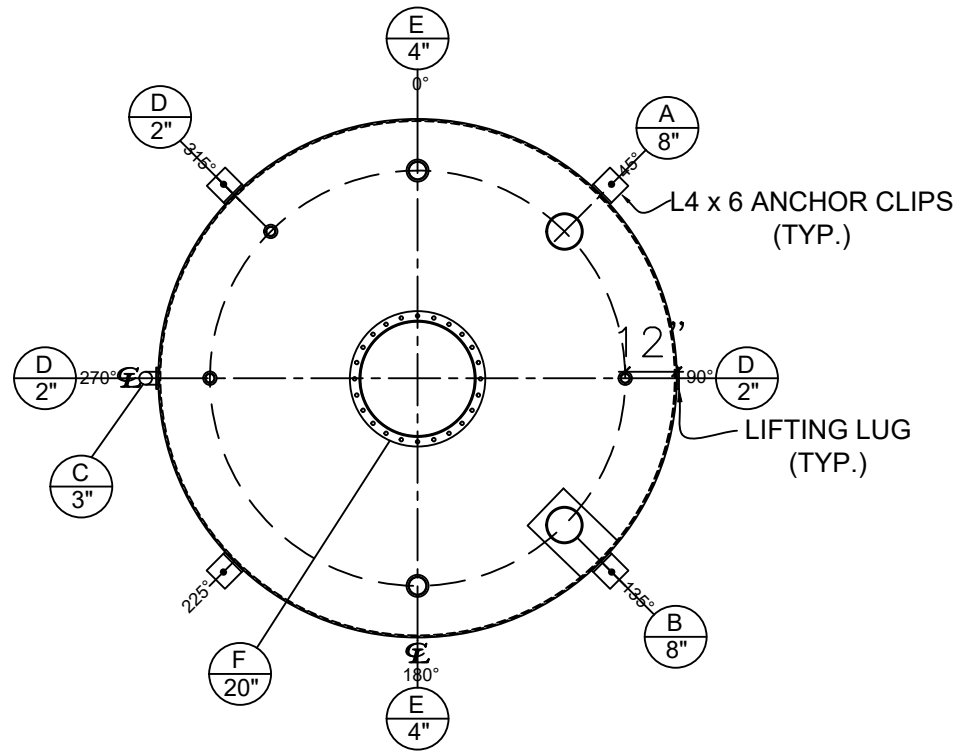 E
4"
0°
D
2"
315°
A
8"
45°
L4 x 6 ANCHOR CLIPS
(TYP.)
12"
D
2"
270°
℄
90°
D
2"
LIFTING LUG
(TYP.)
C
3"
225°
135°
B
8"
F
20"
℄
180°
E
4"